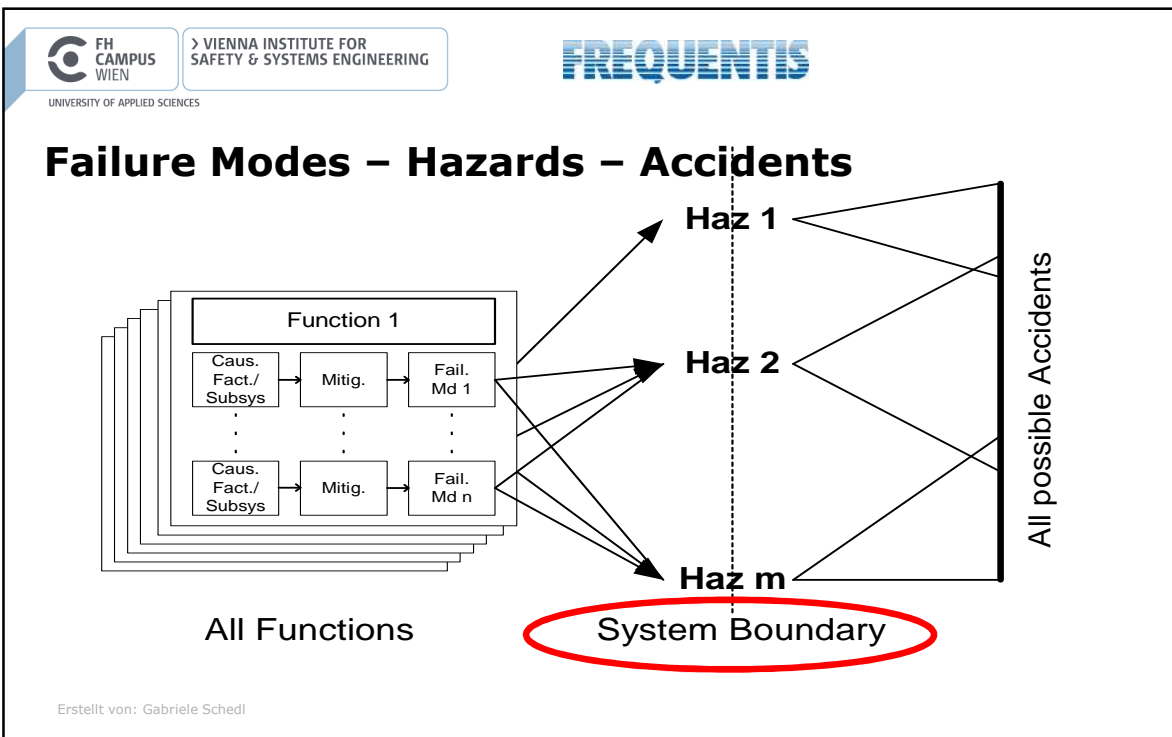 FH
CAMPUS
WIEN
> VIENNA INSTITUTE FOR
SAFETY & SYSTEMS ENGINEERING
UNIVERSITY OF APPLIED SCIENCES
FREQUENTIS
Failure Modes – Hazards – Accidents
Function 1
Caus.
Fact./
Subsys
Mitig.
Fail.
Md 1
Caus.
Fact./
Subsys
Mitig.
Fail.
Md n
Haz 1
Haz 2
Haz m
All possible Accidents
All Functions
System Boundary
Erstellt von: Gabriele Schedl